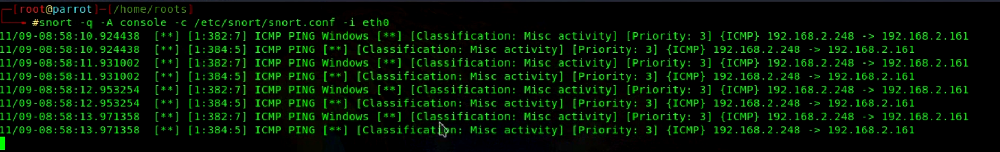 [root@parrot]-[/home/roots]
#snort -q -A console -c /etc/snort/snort.conf -i eth0
11/09-08:58:10.924438  [**] [1:382:7] ICMP PING Windows [**] [Classification: Misc activity] [Priority: 3] {ICMP} 192.168.2.248 -> 192.168.2.161
11/09-08:58:10.924438  [**] [1:384:5] ICMP PING [**] [Classification: Misc activity] [Priority: 3] {ICMP} 192.168.2.248 -> 192.168.2.161
11/09-08:58:11.931002  [**] [1:382:7] ICMP PING Windows [**] [Classification: Misc activity] [Priority: 3] {ICMP} 192.168.2.248 -> 192.168.2.161
11/09-08:58:11.931002  [**] [1:384:5] ICMP PING [**] [Classification: Misc activity] [Priority: 3] {ICMP} 192.168.2.248 -> 192.168.2.161
11/09-08:58:12.953254  [**] [1:382:7] ICMP PING Windows [**] [Classification: Misc activity] [Priority: 3] {ICMP} 192.168.2.248 -> 192.168.2.161
11/09-08:58:12.953254  [**] [1:384:5] ICMP PING [**] [Classification: Misc activity] [Priority: 3] {ICMP} 192.168.2.248 -> 192.168.2.161
11/09-08:58:13.971358  [**] [1:382:7] ICMP PING Windows [**] [Classification: Misc activity] [Priority: 3] {ICMP} 192.168.2.248 -> 192.168.2.161
11/09-08:58:13.971358  [**] [1:384:5] ICMP PING [**] [Classification: Misc activity] [Priority: 3] {ICMP} 192.168.2.248 -> 192.168.2.161